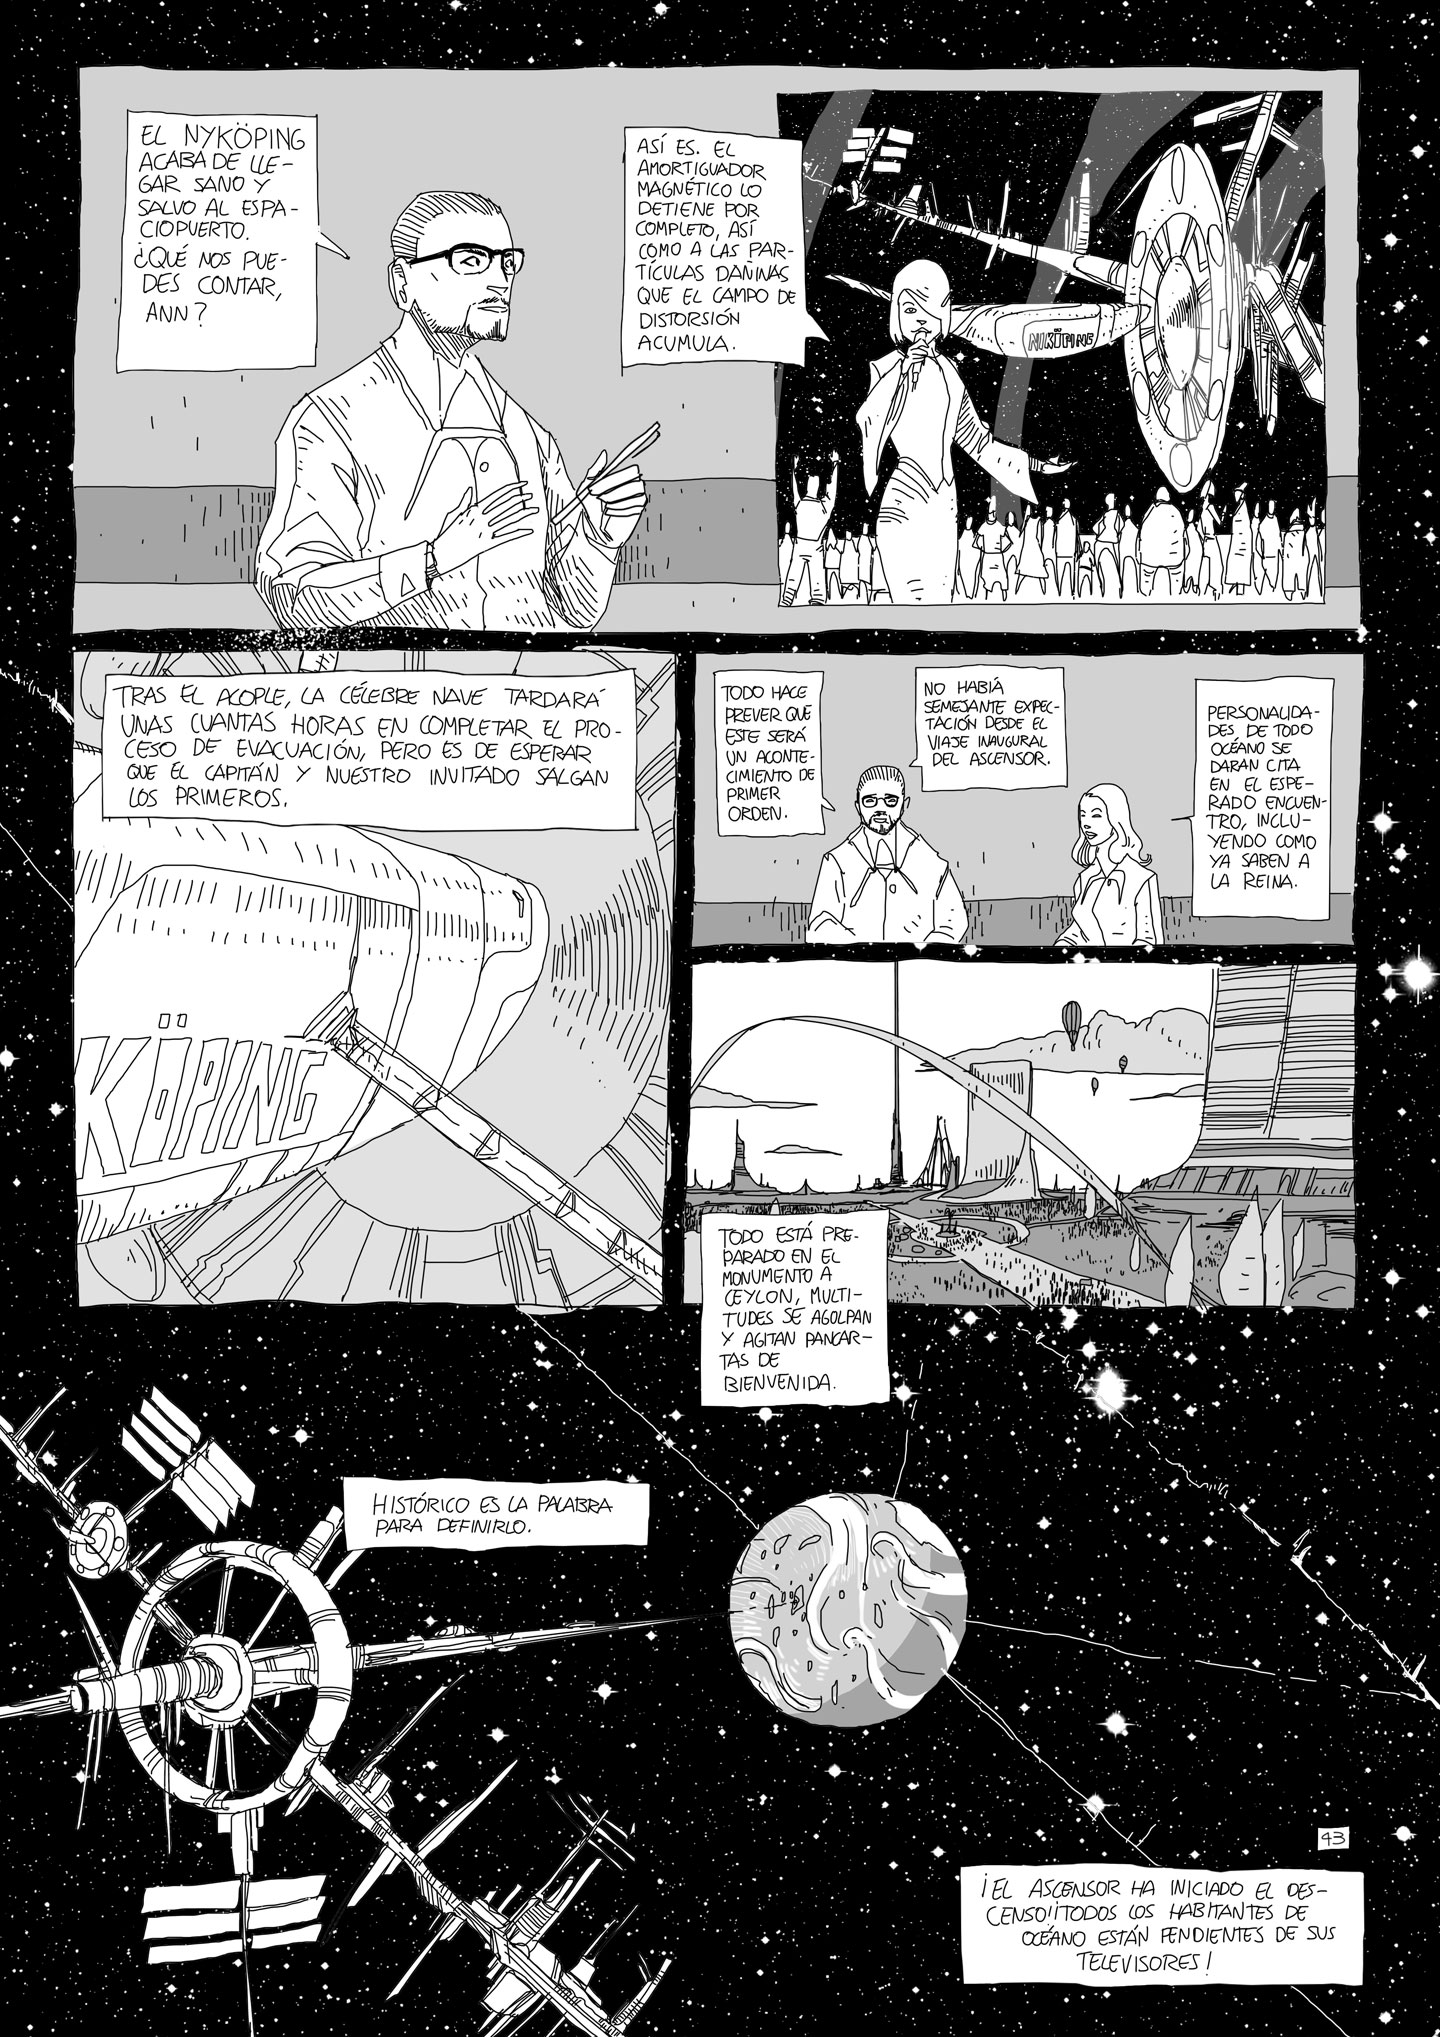 EL NYKÖPING
ACABA DE LLE-
GAR SANO Y
SALVO AL ESPA-
CIOPUERTO.
¿QUÉ NOS PUE-
DES CONTAR,
ANN?
ASÍ ES. EL
AMORTIGUADOR
MAGNÉTICO LO
DETIENE POR
COMPLETO, ASÍ
COMO A LAS PAR-
TÍCULAS DAÑINAS
QUE EL CAMPO DE
DISTORSIÓN
ACUMULA.
NIKÖPING
TRAS EL ACOPLE, LA CÉLEBRE NAVE TARDARÁ
UNAS CUANTAS HORAS EN COMPLETAR EL PRO-
CESO DE EVACUACIÓN, PERO ES DE ESPERAR
QUE EL CAPITÁN Y NUESTRO INVITADO SALGAN
LOS PRIMEROS.
KÖPING
TODO HACE
PREVER QUE
ESTE SERÁ
UN ACONTE-
CIMIENTO DE
PRIMER
ORDEN.
NO HABÍA
SEMEJANTE EXPEC-
TACIÓN DESDE EL
VIAJE INAUGURAL
DEL ASCENSOR.
PERSONALIDA-
DES, DE TODO
OCÉANO SE
DARAN CITA
EN EL ESPE-
RADO ENCUEN-
TRO, INCLU-
YENDO COMO
YA SABEN A
LA REINA.
TODO ESTÁ PRE-
PARADO EN EL
MONUMENTO A
CEYLON, MULTI-
TUDES SE AGOLPAN
Y AGITAN PANCAR-
TAS DE
BIENVENIDA.
HISTÓRICO ES LA PALABRA
PARA DEFINIRLO.
43
¡EL ASCENSOR HA INICIADO EL DES-
CENSO!¡TODOS LOS HABITANTES DE
OCÉANO ESTÁN PENDIENTES DE SUS
TELEVISORES!